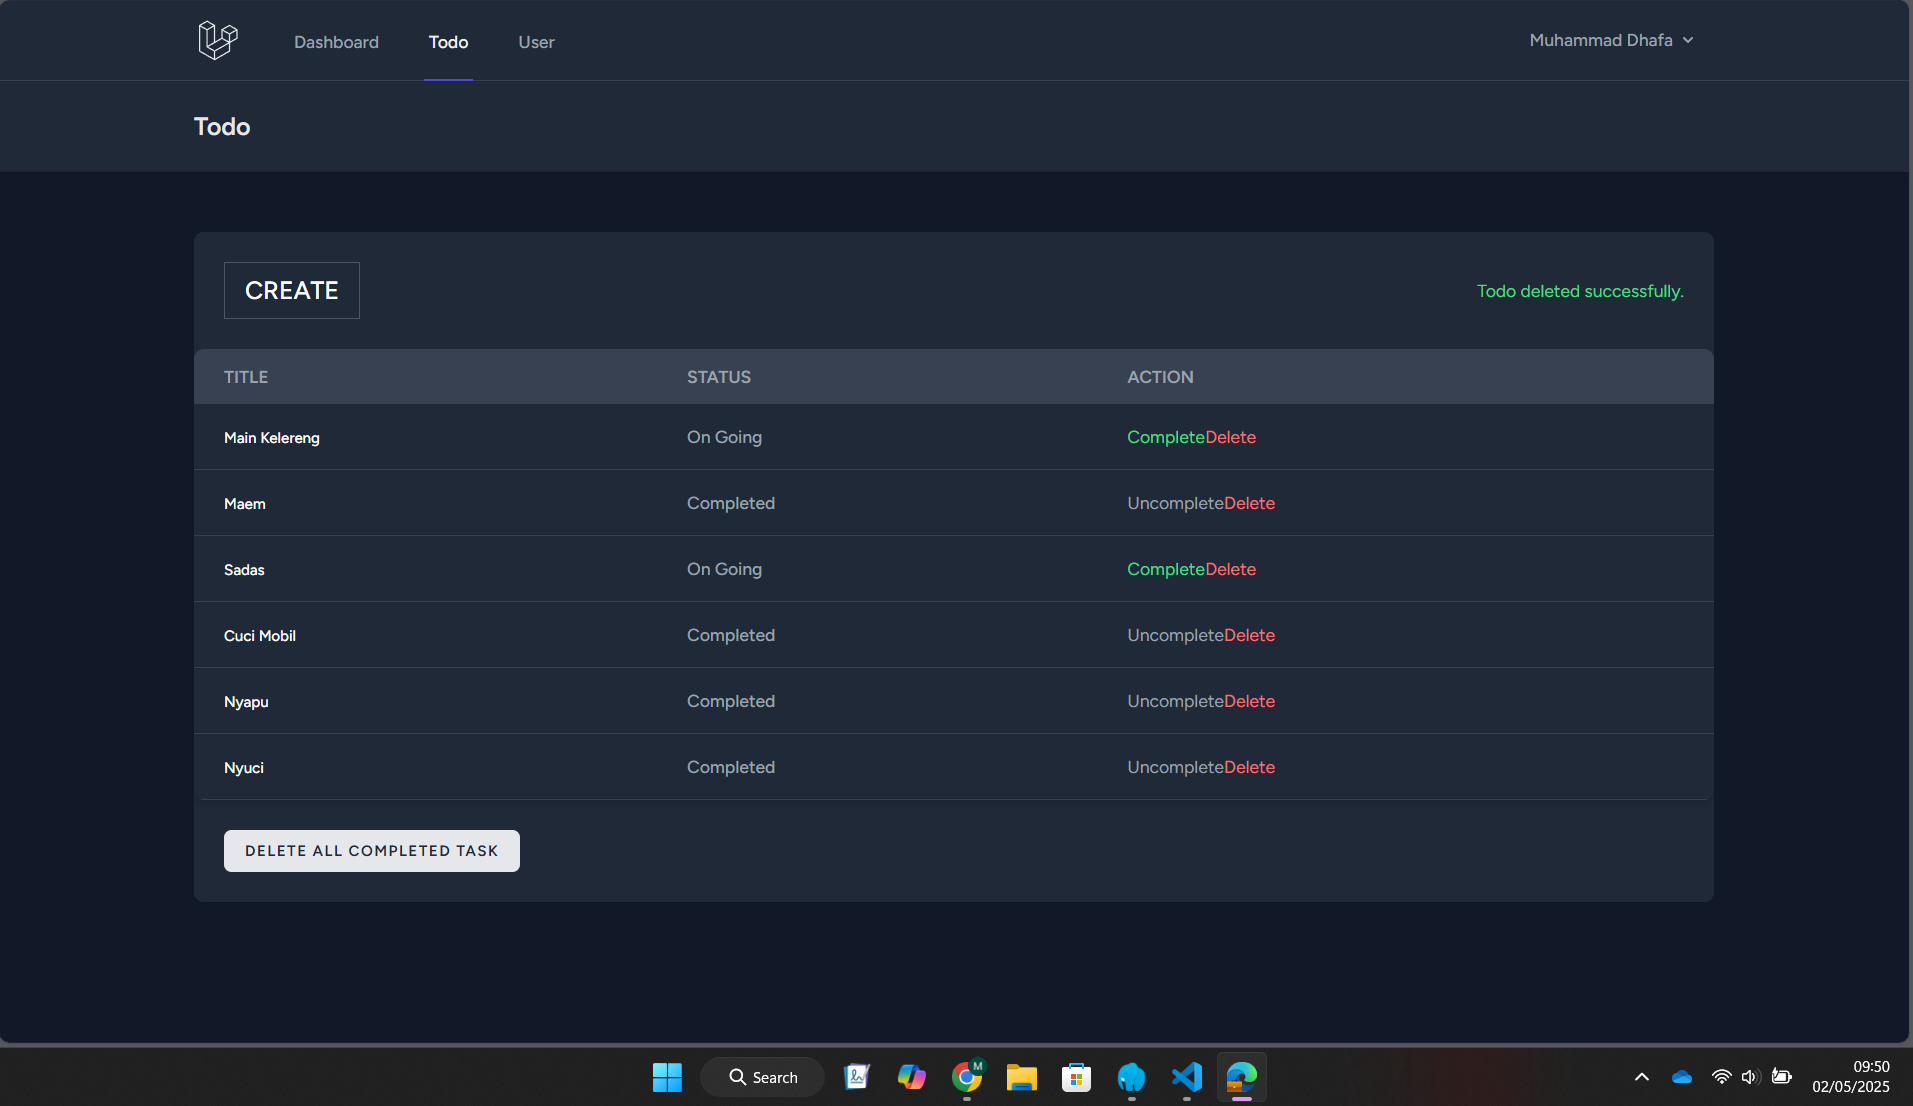 Dashboard Todo User Muhammad Dhafa
Todo
CREATE Todo deleted successfully.
TITLE STATUS ACTION
Main Kelereng On Going CompleteDelete
Maem Completed UncompleteDelete
Sadas On Going CompleteDelete
Cuci Mobil Completed UncompleteDelete
Nyapu Completed UncompleteDelete
Nyuci Completed UncompleteDelete
DELETE ALL COMPLETED TASK
Search M 09:50
02/05/2025